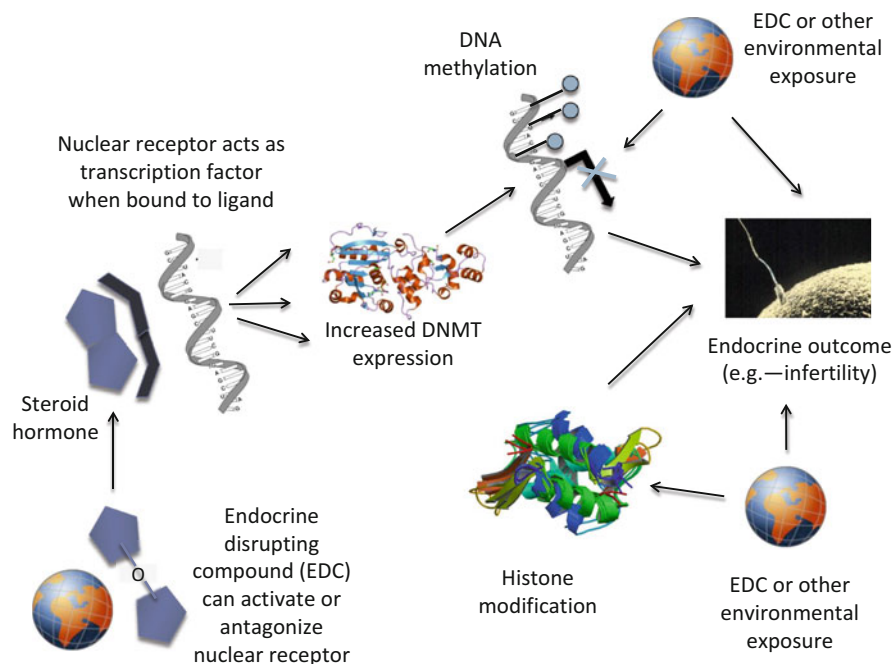 DNA
methylation
EDC or other
environmental
exposure
Nuclear receptor acts as
transcription factor
when bound to ligand
Increased DNMT
expression
Endocrine outcome
(e.g.—infertility)
Steroid
hormone
O
Endocrine
disrupting
compound (EDC)
can activate or
antagonize
nuclear receptor
Histone
modification
EDC or other
environmental
exposure